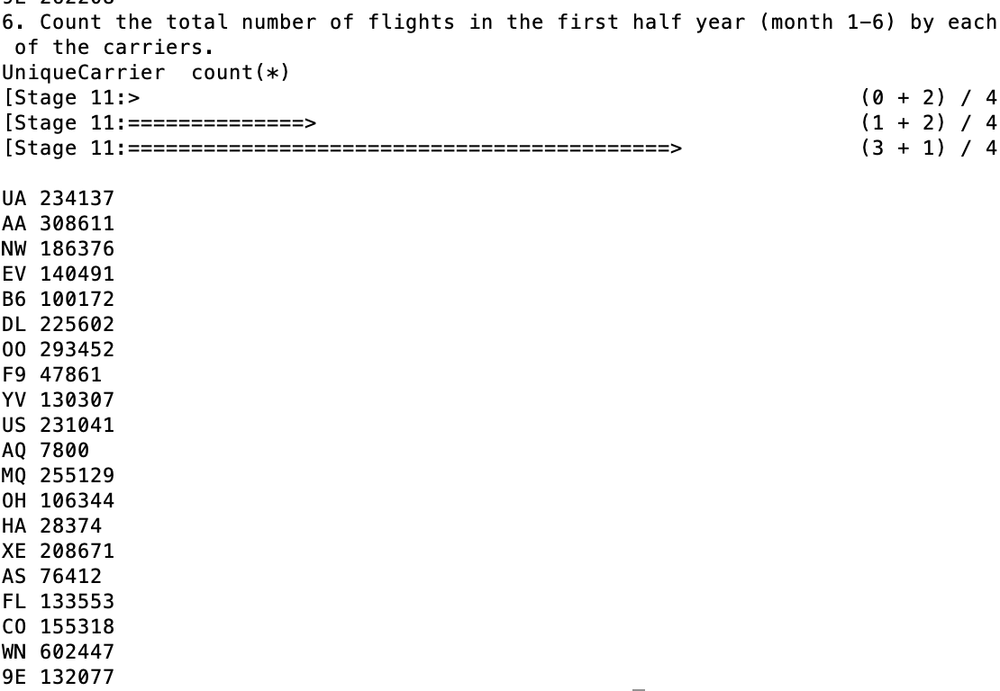 9E 262208
6. Count the total number of flights in the first half year (month 1-6) by each
of the carriers.
UniqueCarrier  count(*)
[Stage 11:>                                                         (0 + 2) / 4
[Stage 11:==============>                                           (1 + 2) / 4
[Stage 11:===========================================>              (3 + 1) / 4
UA 234137
AA 308611
NW 186376
EV 140491
B6 100172
DL 225602
OO 293452
F9 47861
YV 130307
US 231041
AQ 7800
MQ 255129
OH 106344
HA 28374
XE 208671
AS 76412
FL 133553
CO 155318
WN 602447
9E 132077